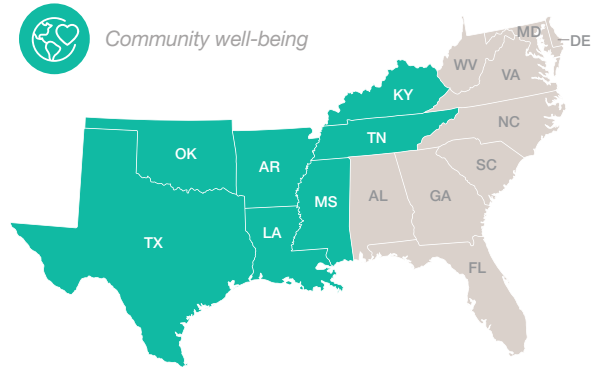 Community well-being
MD
DE
WV
VA
KY
NC
TN
OK
AR
SC
MS
AL
GA
LA
TX
FL